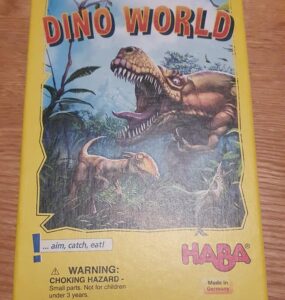 DINO WORLD
! ... aim, catch, eat!
HABA
⚠ WARNING:
CHOKING HAZARD -
Small parts. Not for children
under 3 years.
Made in
Germany